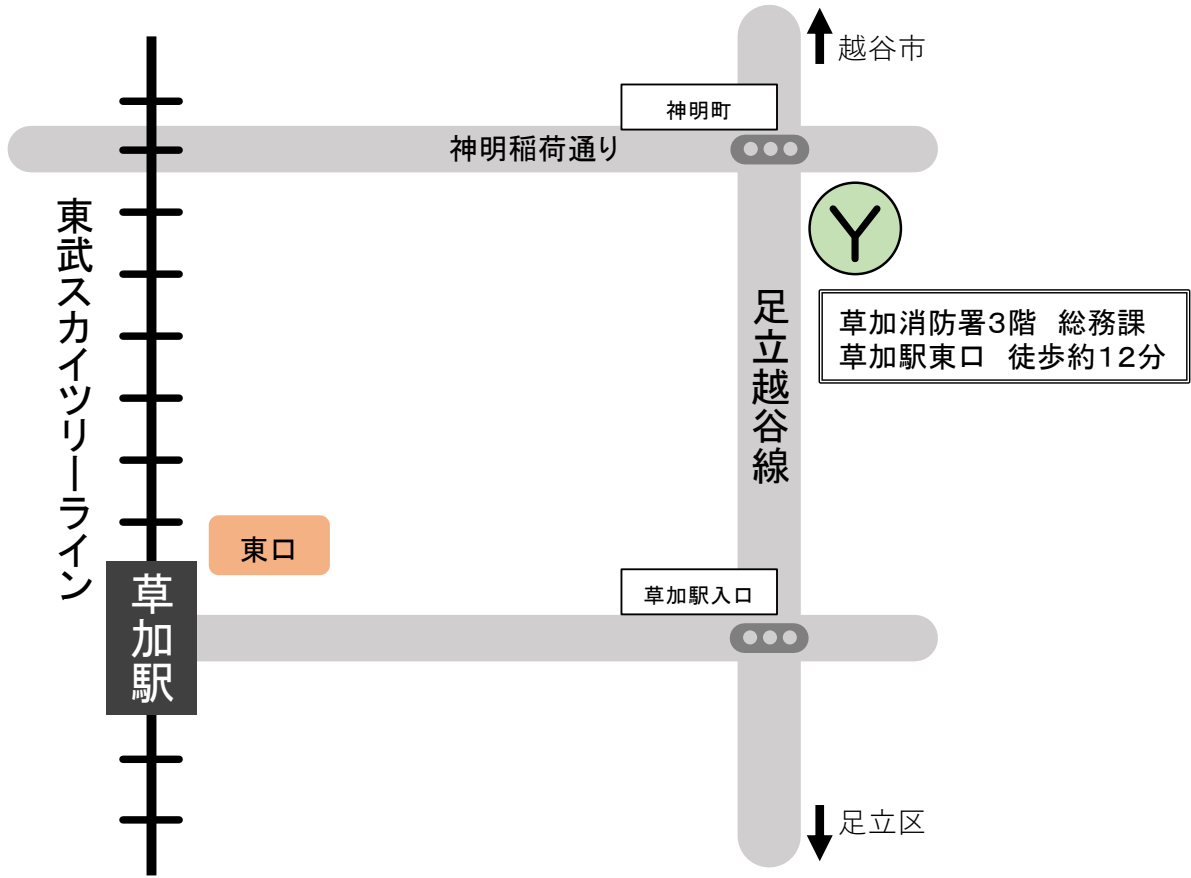 越谷市
神明町
神明稲荷通り
東武スカイツリーライン
足立越谷線
草加消防署3階　総務課
草加駅東口　徒歩約12分
東口
草加駅入口
草加駅
足立区